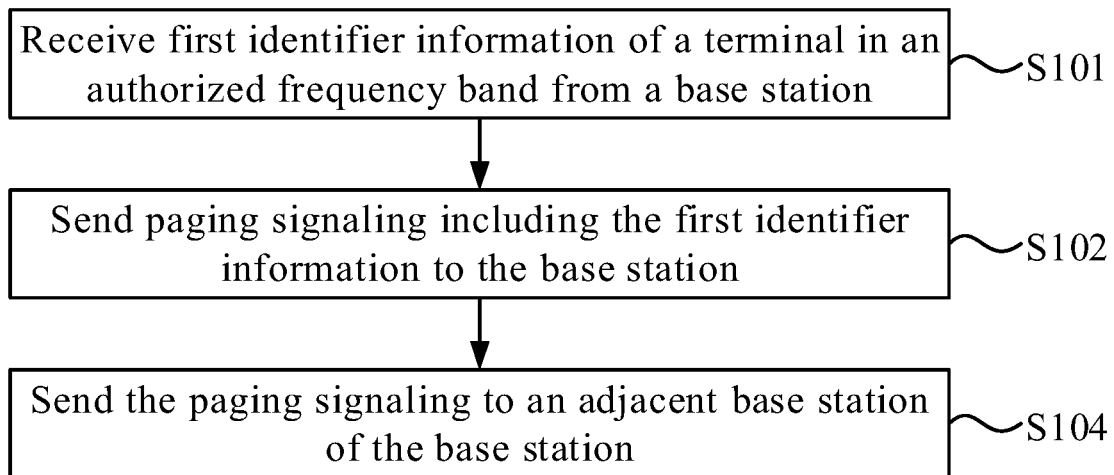 Receive first identifier information of a terminal in an
authorized frequency band from a base station
S101
Send paging signaling including the first identifier
information to the base station
S102
Send the paging signaling to an adjacent base station
of the base station
S104